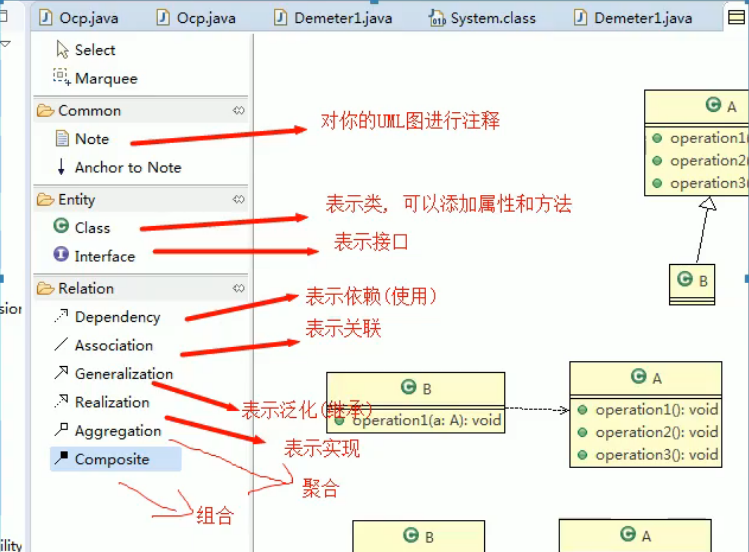 Ocp.java
Ocp.java
Demeter1.java
System.class
Demeter1.java
Select
Marquee
Common
Note
对你的UML图进行注释
Anchor to Note
Entity
Class
表示类, 可以添加属性和方法
Interface
表示接口
Relation
Dependency
表示依赖(使用)
Association
表示关联
Generalization
表示泛化(继承)
Realization
表示实现
Aggregation
聚合
Composite
组合
A
operation1(
operation2(
operation3(
B
B
operation1(a: A): void
A
operation1(): void
operation2(): void
operation3(): void
B
A
sion
ility